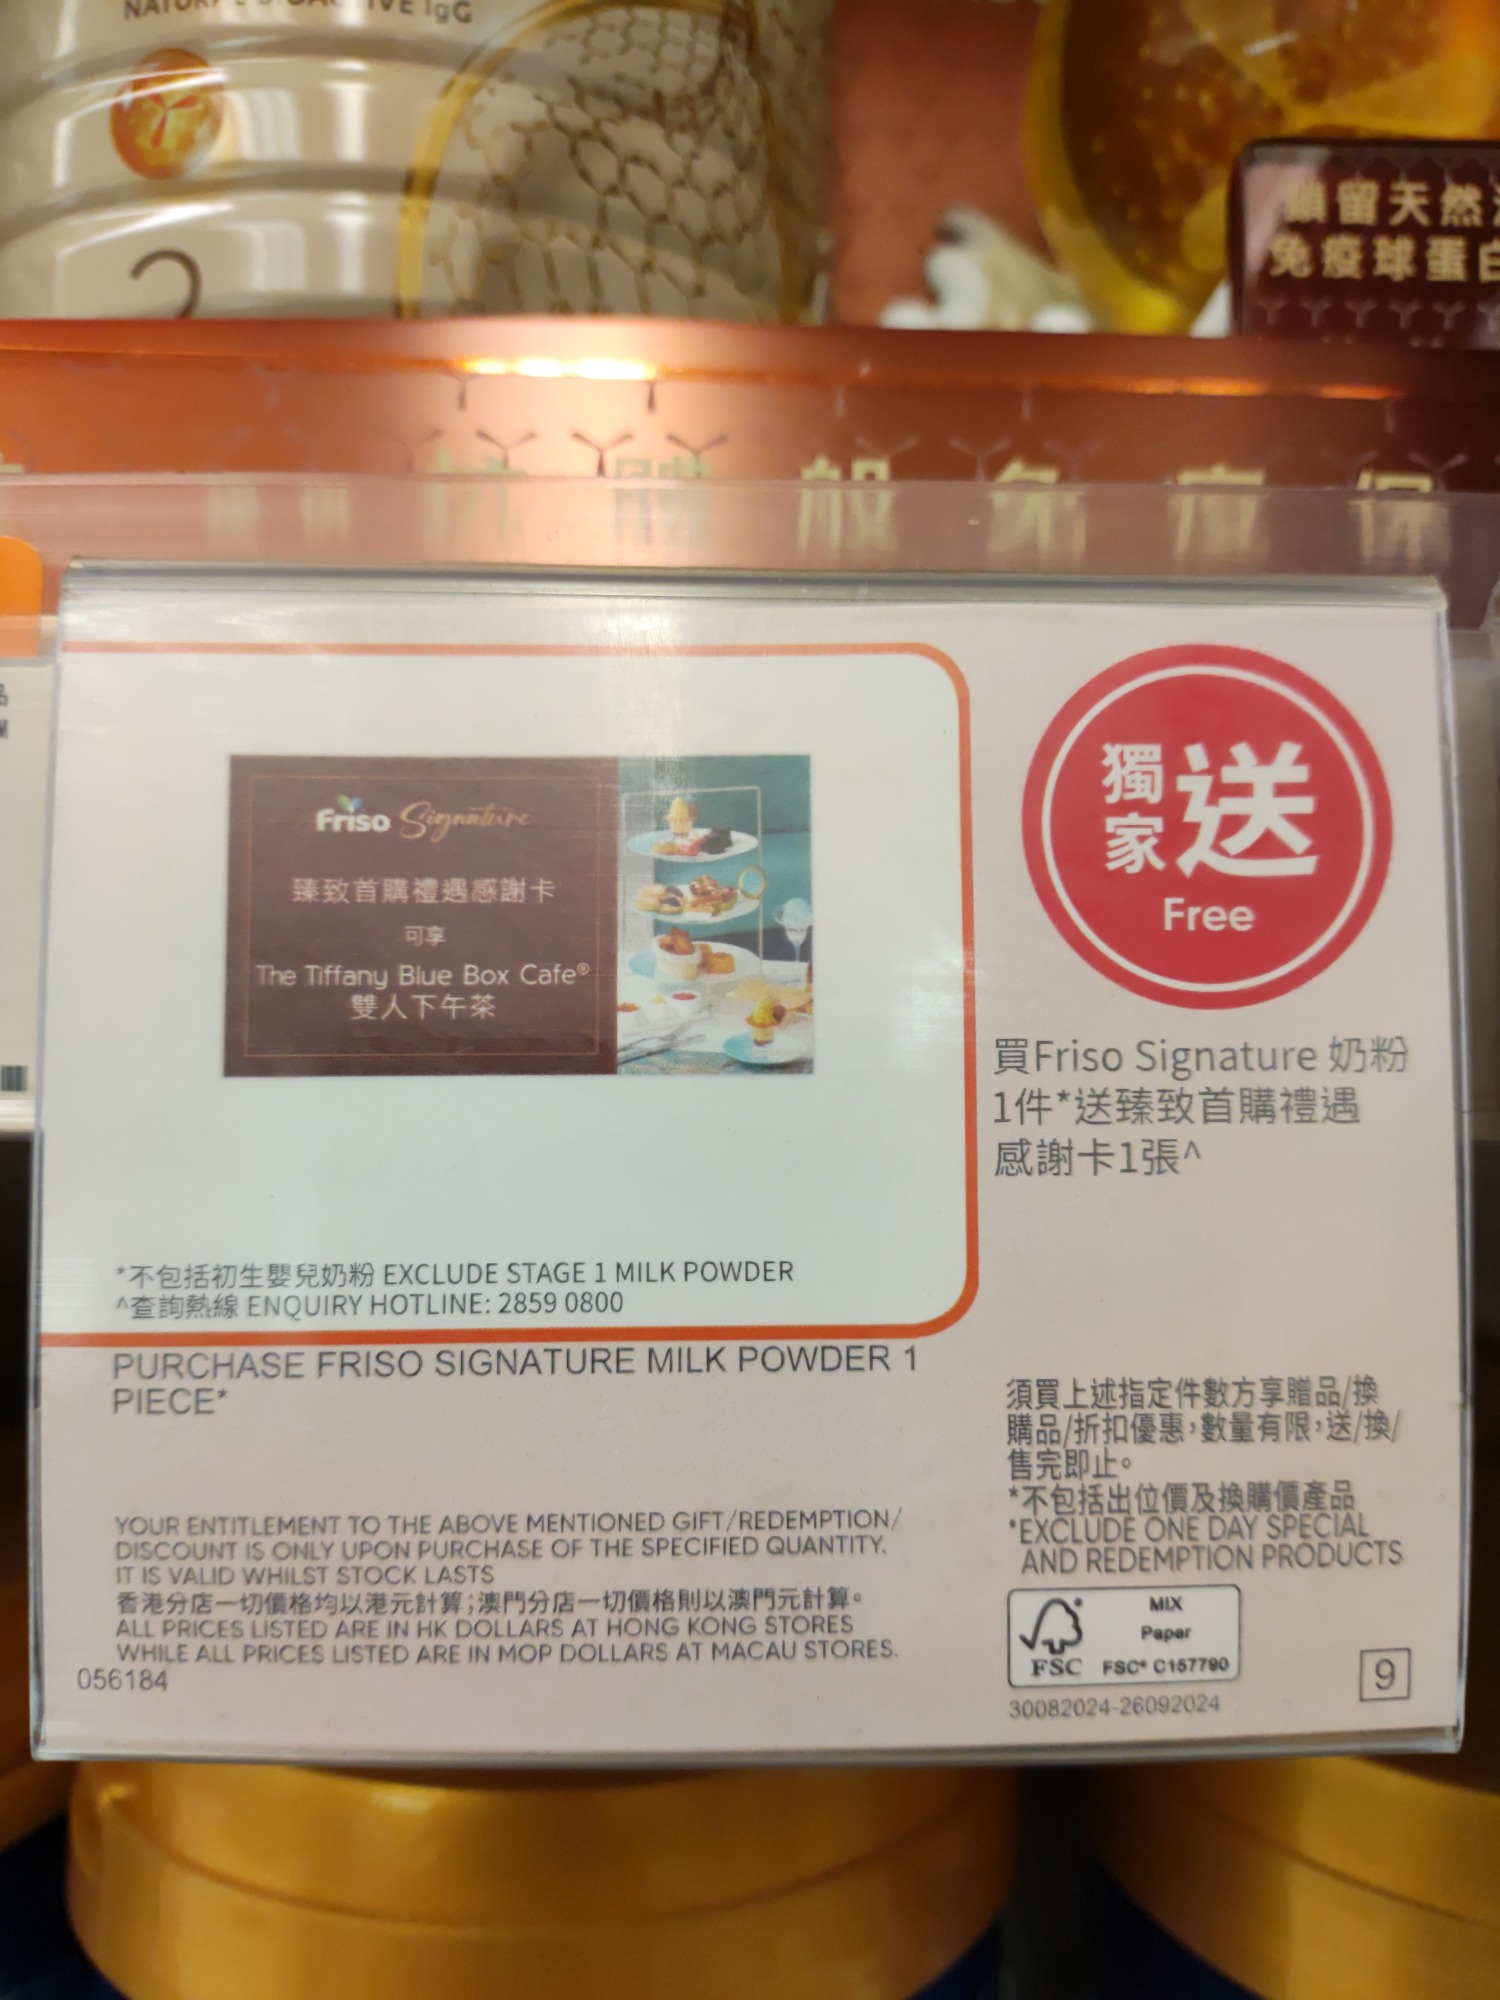 IgG
2
留天然
免疫球蛋白
Friso Signature
臻致首購禮遇感謝卡
可享
The Tiffany Blue Box Cafe®
雙人下午茶
*不包括初生嬰兒奶粉 EXCLUDE STAGE 1 MILK POWDER
^查詢熱線 ENQUIRY HOTLINE: 2859 0800
獨家送
Free
買Friso Signature 奶粉
1件*送臻致首購禮遇
感謝卡1張^
PURCHASE FRISO SIGNATURE MILK POWDER 1
PIECE*
YOUR ENTITLEMENT TO THE ABOVE MENTIONED GIFT/REDEMPTION/
DISCOUNT IS ONLY UPON PURCHASE OF THE SPECIFIED QUANTITY.
IT IS VALID WHILST STOCK LASTS
香港分店一切價格均以港元計算;澳門分店一切價格則以澳門元計算。
ALL PRICES LISTED ARE IN HK DOLLARS AT HONG KONG STORES
WHILE ALL PRICES LISTED ARE IN MOP DOLLARS AT MACAU STORES.
056184
須買上述指定件數方享贈品/換
購品/折扣優惠,數量有限,送/換/
售完即止。
*不包括出位價及換購價產品
*EXCLUDE ONE DAY SPECIAL
AND REDEMPTION PRODUCTS
FSC
MIX
Paper
FSC® C157790
30082024-26092024
9